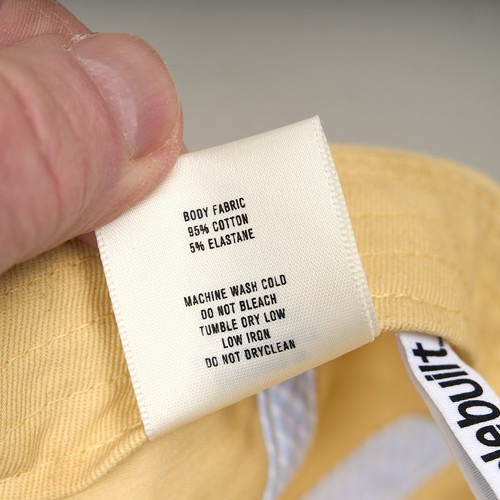 BODY FABRIC
95% COTTON
5% ELASTANE
MACHINE WASH COLD
DO NOT BLEACH
TUMBLE DRY LOW
LOW IRON
DO NOT DRYCLEAN